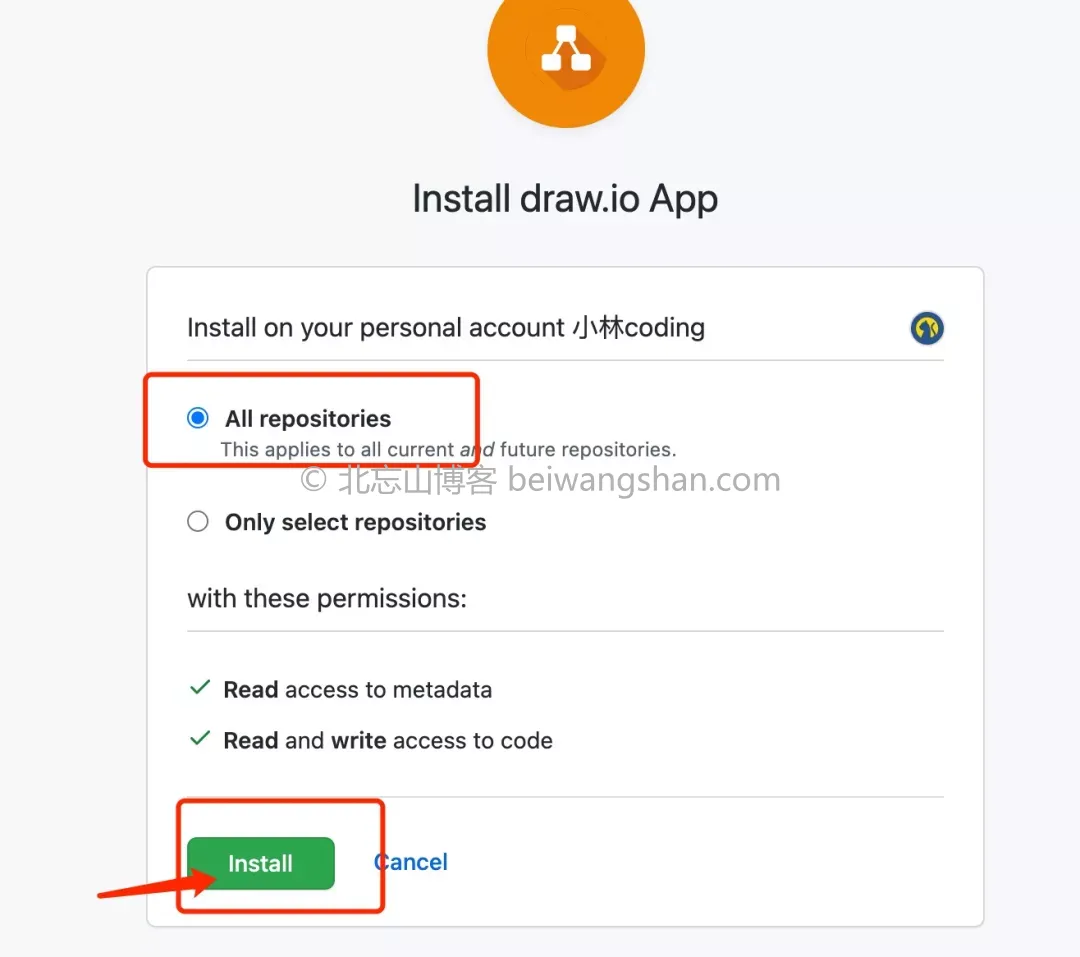 Install draw.io App
Install on your personal account 小林coding
All repositories
This applies to all current and future repositories.
© 北忘山博客 beiwangshan.com
Only select repositories
with these permissions:
Read access to metadata
Read and write access to code
Install
Cancel